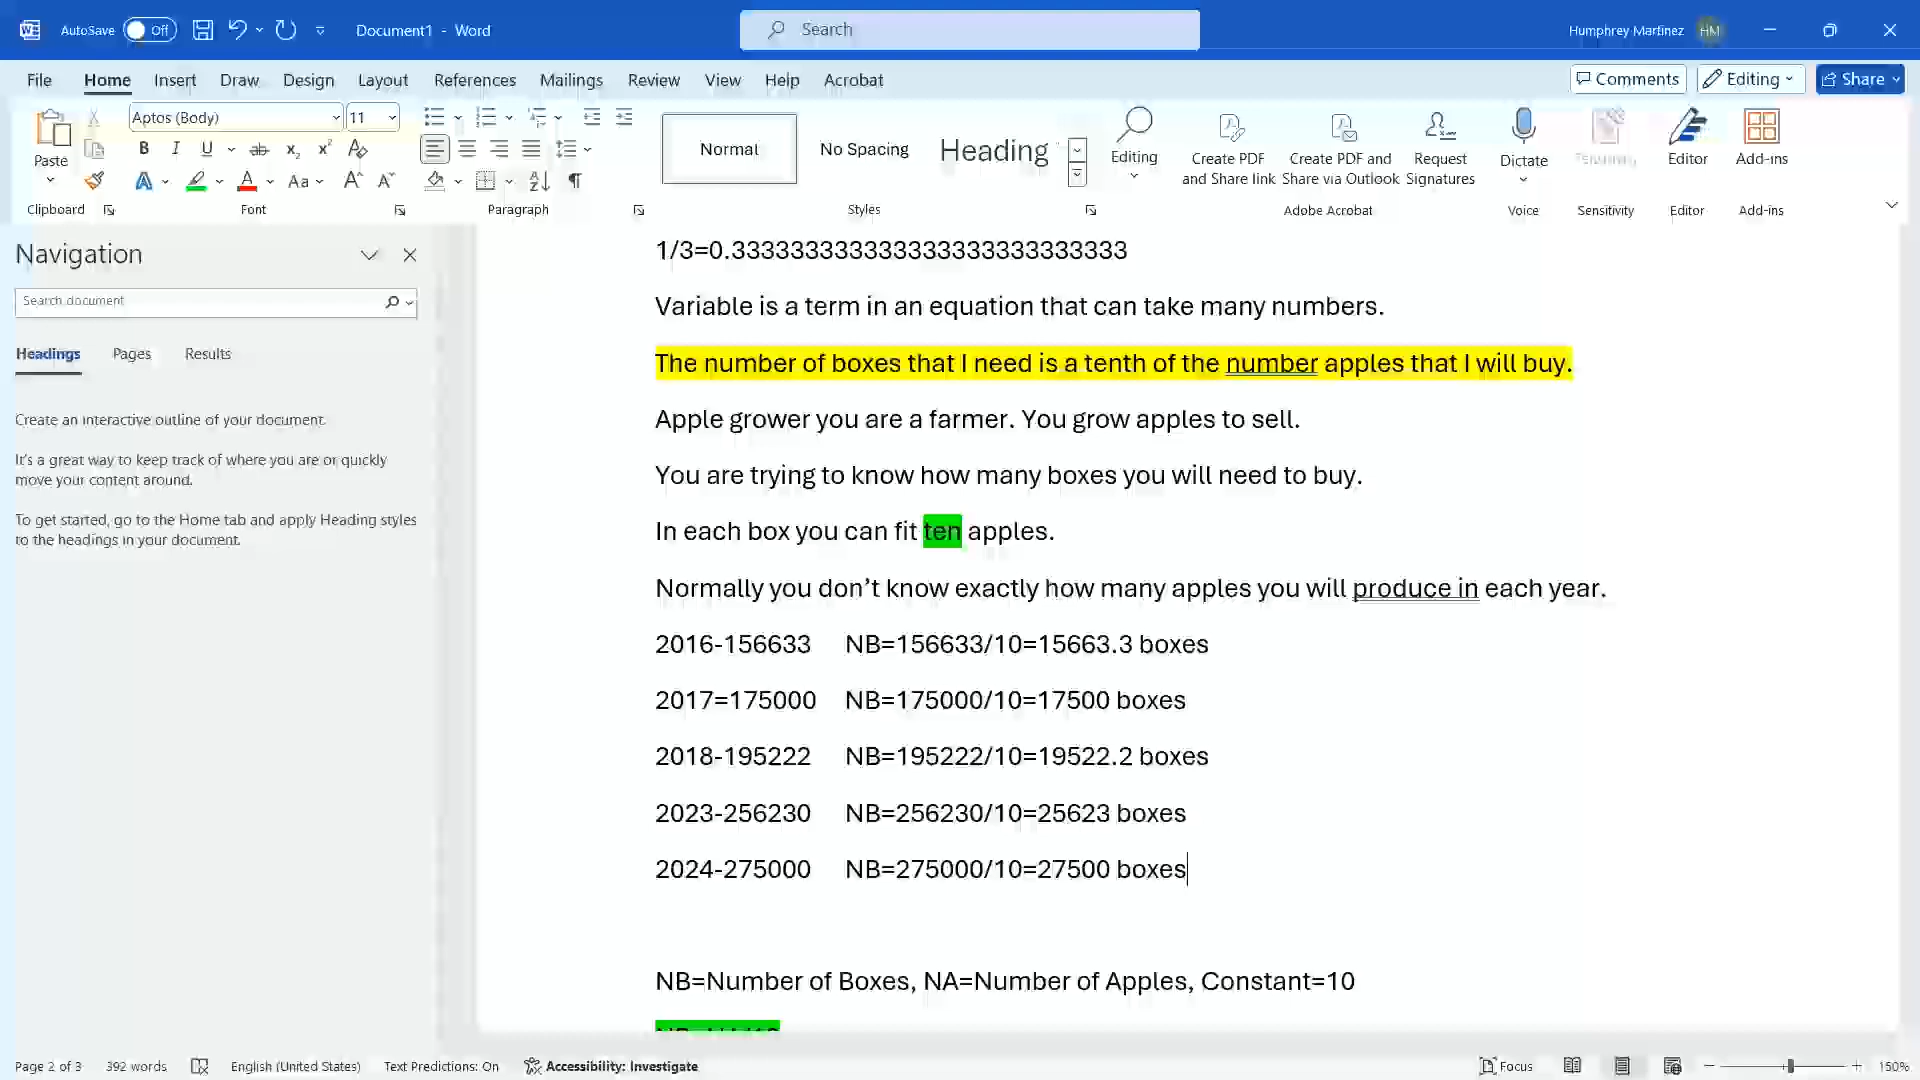 AutoSave Off Document1 - Word Search Humphrey Martinez HM
File Home Insert Draw Design Layout References Mailings Review View Help Acrobat Comments Editing Share
Paste
Clipboard
Aptos (Body) 11
B I U ab x₂ x² A
A A Aa A A
Font
Paragraph
Normal No Spacing Heading
Styles
Editing
Create PDF and Share link
Create PDF and Share via Outlook
Request Signatures
Adobe Acrobat
Dictate
Voice
Sensitivity
Editor
Editor
Add-ins
Add-ins
Navigation
Search document
Headings Pages Results
Create an interactive outline of your document.
It's a great way to keep track of where you are or quickly
move your content around.
To get started, go to the Home tab and apply Heading styles
to the headings in your document.
Variable is a term in an equation that can take many numbers.
The number of boxes that I need is a tenth of the number apples that I will buy.
Apple grower you are a farmer. You grow apples to sell.
You are trying to know how many boxes you will need to buy.
In each box you can fit ten apples.
Normally you don’t know exactly how many apples you will produce in each year.
2016-156633 NB=156633/10=15663.3 boxes
2017=175000 NB=175000/10=17500 boxes
2018-195222 NB=195222/10=19522.2 boxes
2023-256230 NB=256230/10=25623 boxes
2024-275000 NB=275000/10=27500 boxes
NB=Number of Boxes, NA=Number of Apples, Constant=10
Page 2 of 3 392 words English (United States) Text Predictions: On Accessibility: Investigate Focus 150%